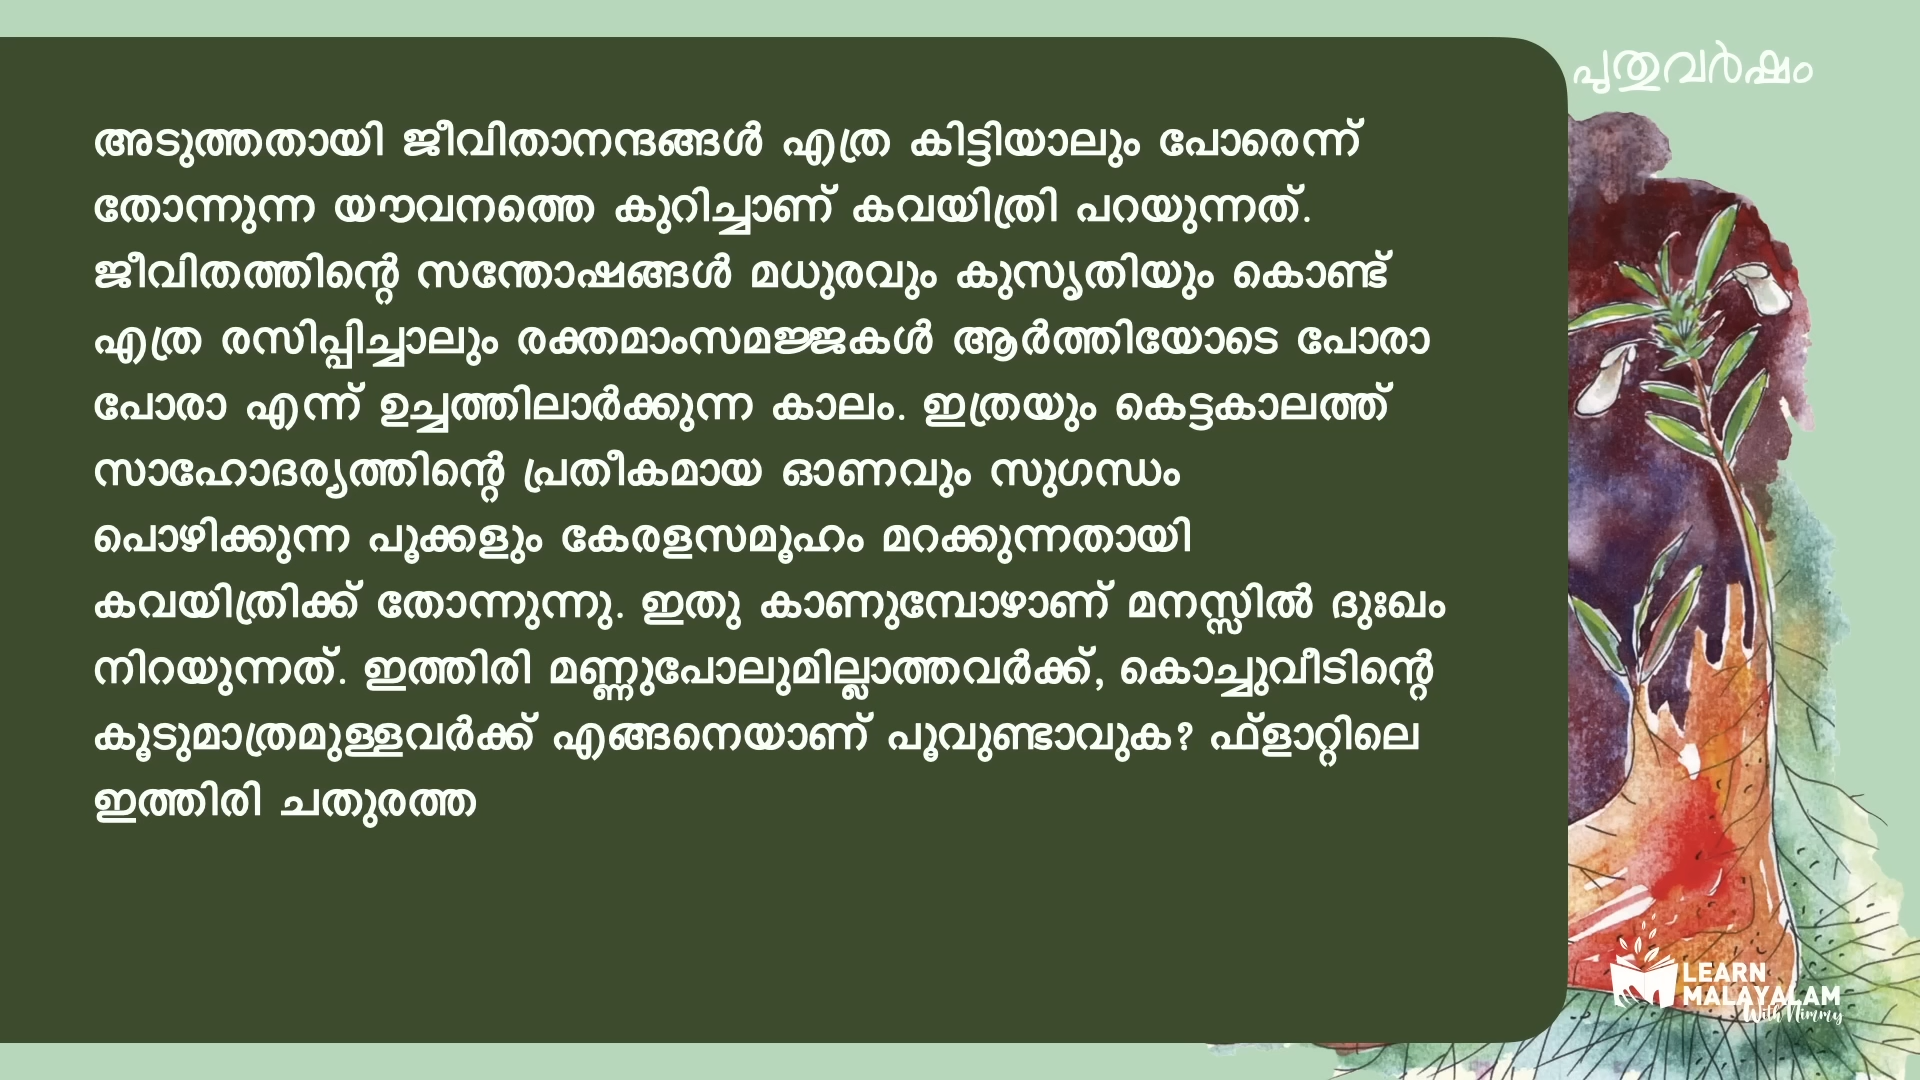 പുതുവർഷം
അടുത്തതായി ജീവിതാനന്ദങ്ങൾ എത്ര കിട്ടിയാലും പോരെന്ന്
തോന്നുന്ന യൗവനത്തെ കുറിച്ചാണ് കവയിത്രി പറയുന്നത്.
ജീവിതത്തിന്റെ സന്തോഷങ്ങൾ മധുരവും കുസൃതിയും കൊണ്ട്
എത്ര രസിപ്പിച്ചാലും രക്തമാംസമജ്ജകൾ ആർത്തിയോടെ പോരാ
പോരാ എന്ന് ഉച്ചത്തിലാർക്കുന്ന കാലം. ഇത്രയും കെട്ടകാലത്ത്
സാഹോദര്യത്തിന്റെ പ്രതീകമായ ഓണവും സുഗന്ധം
പൊഴിക്കുന്ന പൂക്കളും കേരളസമൂഹം മറക്കുന്നതായി
കവയിത്രിക്ക് തോന്നുന്നു. ഇതു കാണുമ്പോഴാണ് മനസ്സിൽ ദുഃഖം
നിറയുന്നത്. ഇത്തിരി മണ്ണുപോലുമില്ലാത്തവർക്ക്, കൊച്ചുവീടിന്റെ
കൂടുമാത്രമുള്ളവർക്ക് എങ്ങനെയാണ് പൂവുണ്ടാവുക? ഫ്ളാറ്റിലെ
ഇത്തിരി ചതുരത്ത
LEARN
MALAYALAM
With Nimmy